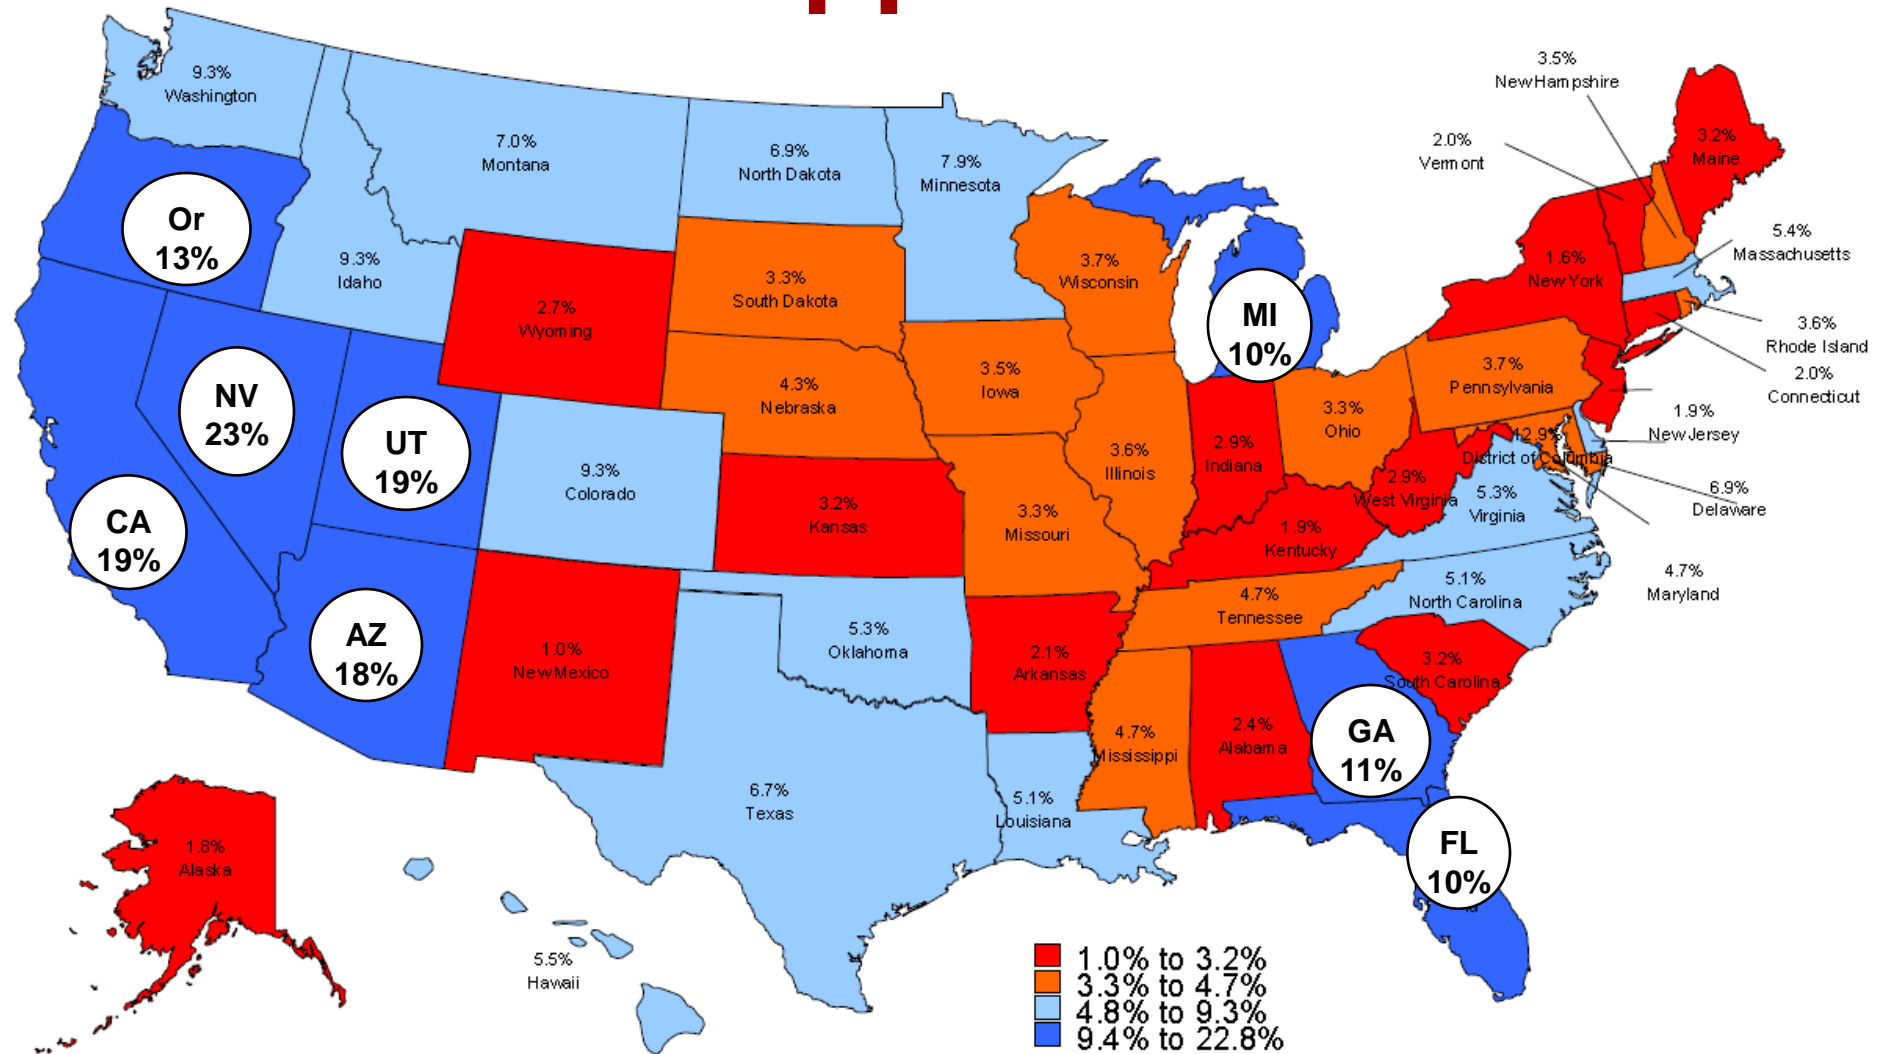 9.3%
Washington
7.0%
Montana
6.9%
North Dakota
7.9%
Minnesota
3.5%
New Hampshire
2.0%
Vermont
3.2%
Maine
Or
13%
9.3%
Idaho
2.7%
Wyoming
3.3%
South Dakota
3.7%
Wisconsin
MI
10%
1.6%
New York
5.4%
Massachusetts
3.6%
Rhode Island
2.0%
Connecticut
1.9%
New Jersey
NV
23%
UT
19%
4.3%
Nebraska
3.5%
Iowa
3.6%
Illinois
2.9%
Indiana
3.3%
Ohio
3.7%
Pennsylvania
12.9%
District of Columbia
CA
19%
9.3%
Colorado
3.2%
Kansas
3.3%
Missouri
1.9%
Kentucky
2.9%
West Virginia
5.3%
Virginia
6.9%
Delaware
4.7%
Maryland
AZ
18%
1.0%
New Mexico
5.3%
Oklahoma
2.1%
Arkansas
4.7%
Tennessee
5.1%
North Carolina
3.2%
South Carolina
6.7%
Texas
5.1%
Louisiana
4.7%
Mississippi
2.4%
Alabama
GA
11%
FL
10%
1.8%
Alaska
5.5%
Hawaii
1.0% to 3.2%
3.3% to 4.7%
4.8% to 9.3%
9.4% to 22.8%